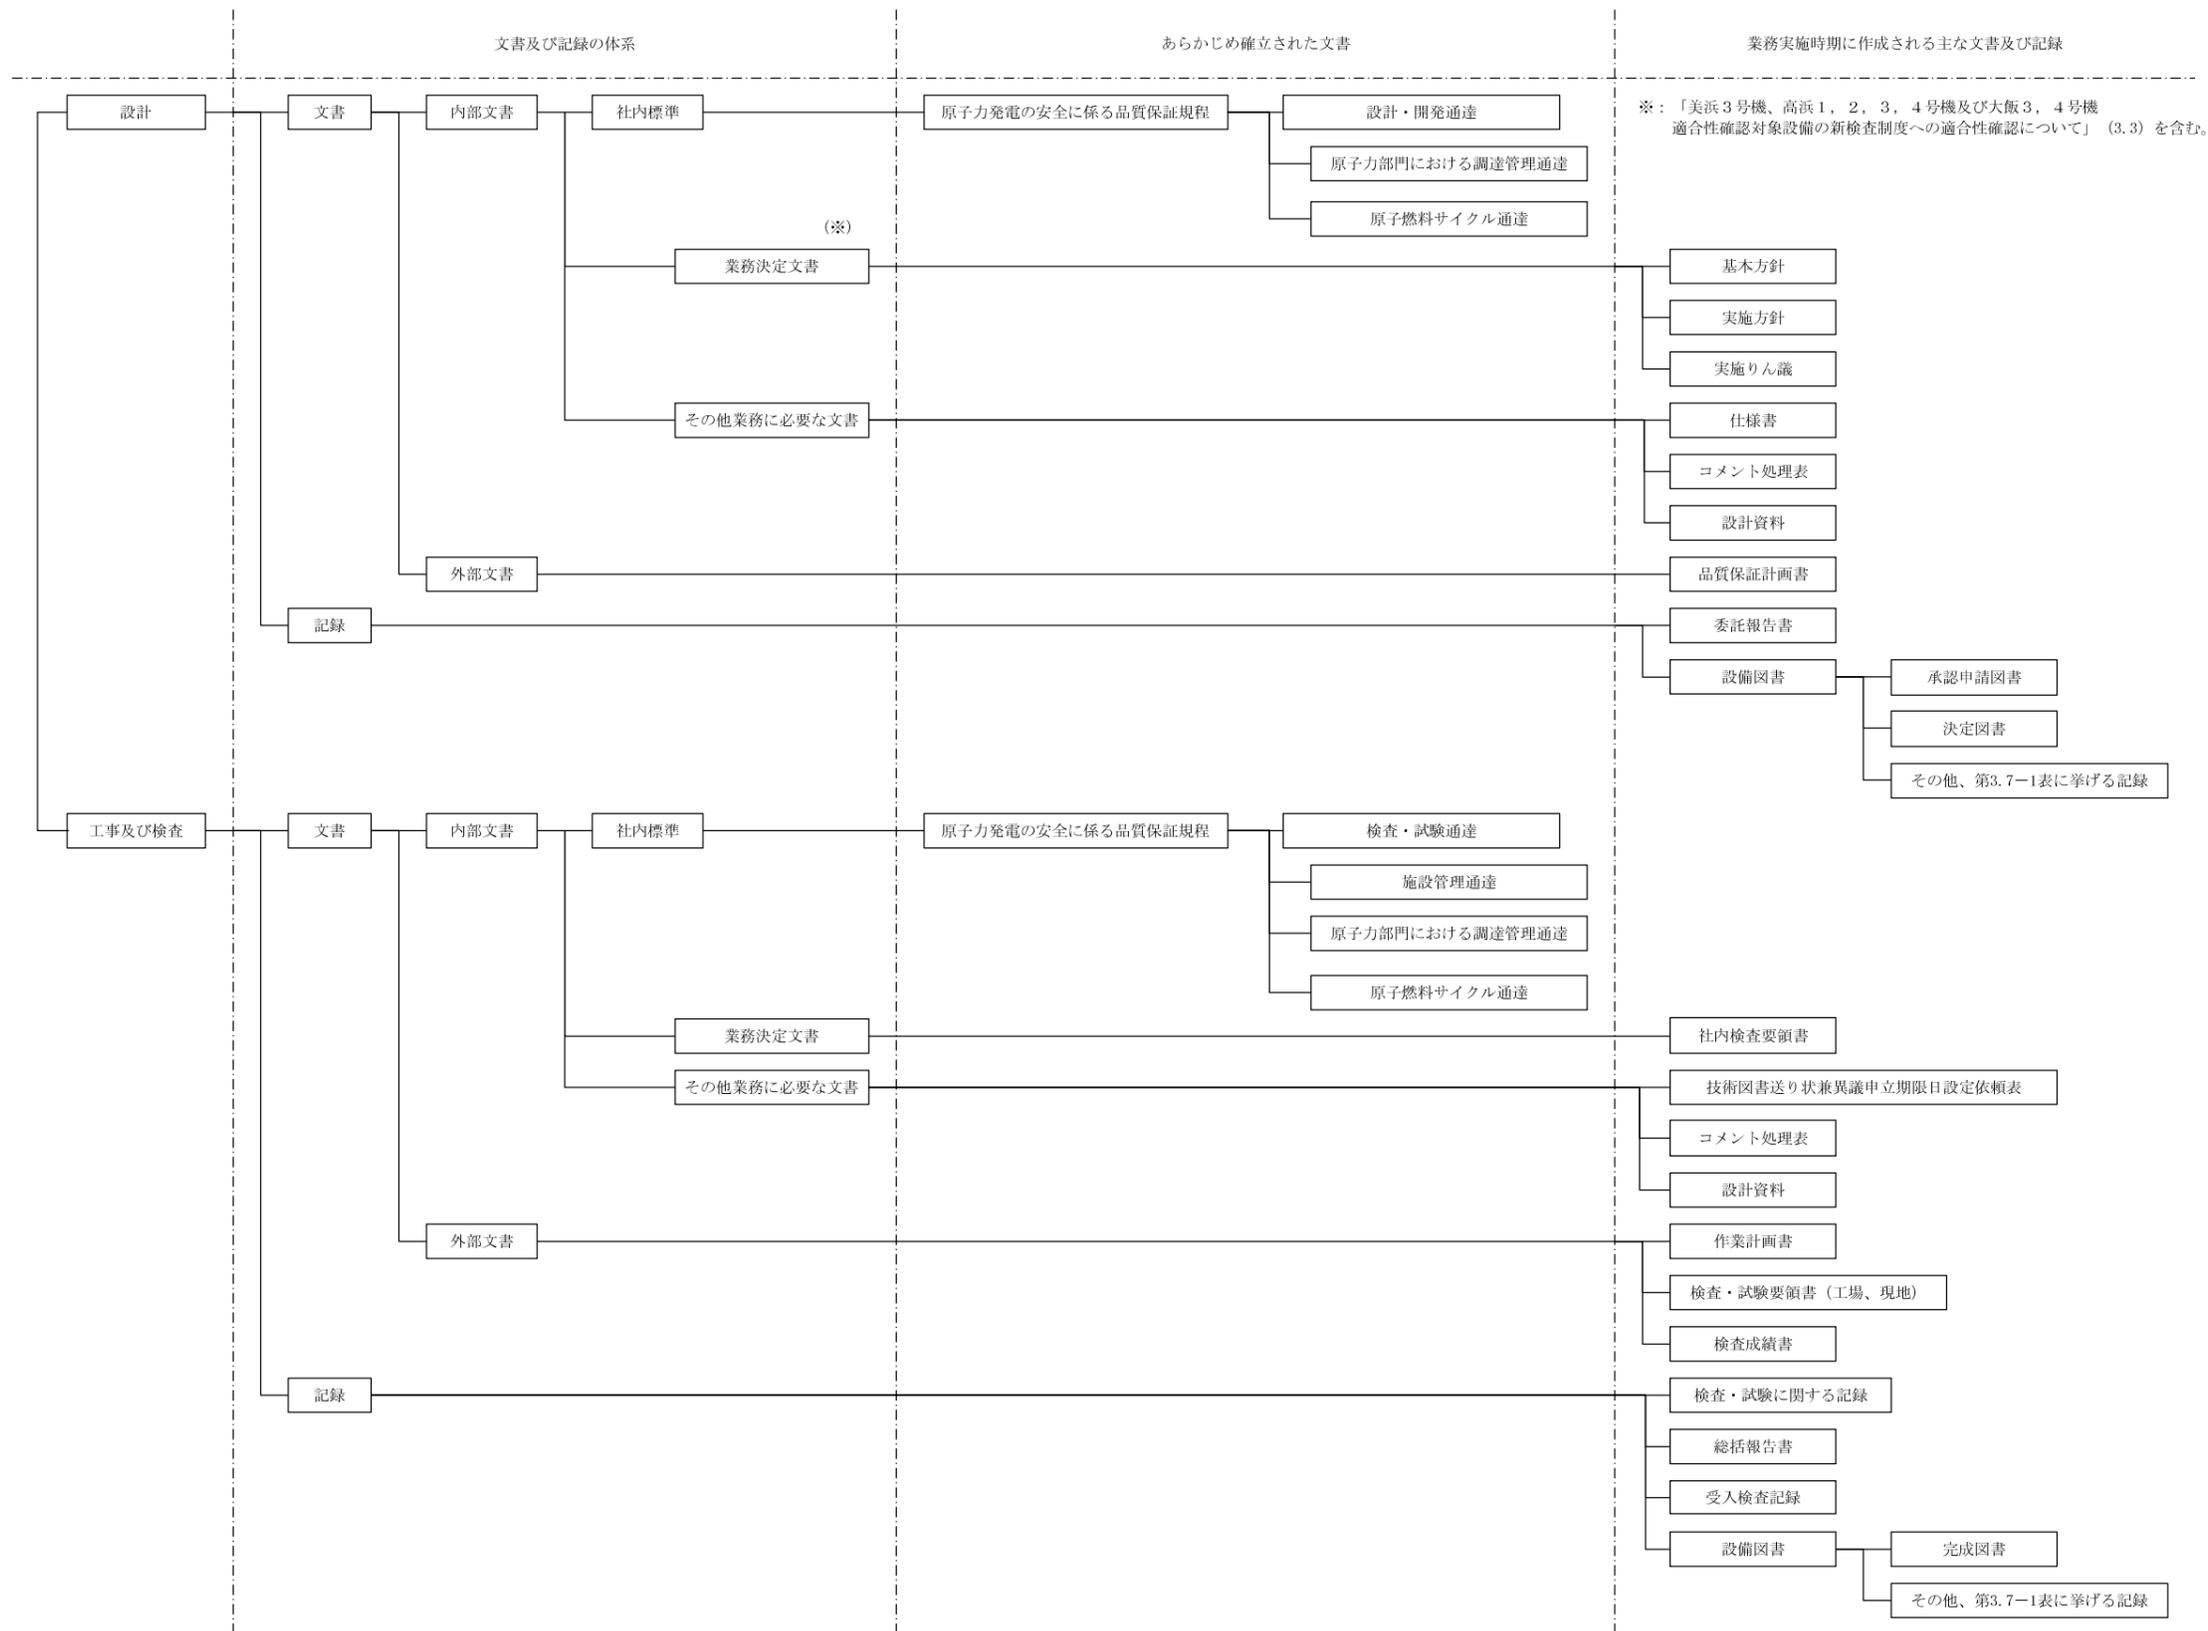 文書及び記録の体系
あらかじめ確立された文書
業務実施時期に作成される主な文書及び記録
設計
文書
内部文書
社内標準
原子力発電の安全に係る品質保証規程
設計・開発通達
※：「美浜３号機、高浜１，２，３，４号機及び大飯３，４号機
適合性確認対象設備の新検査制度への適合性確認について」（3.3）を含む。
原子力部門における調達管理通達
原子燃料サイクル通達
（※）
業務決定文書
基本方針
実施方針
実施りん議
その他業務に必要な文書
仕様書
コメント処理表
設計資料
外部文書
品質保証計画書
記録
委託報告書
設備図書
承認申請図書
決定図書
その他、第3.7－1表に挙げる記録
工事及び検査
文書
内部文書
社内標準
原子力発電の安全に係る品質保証規程
検査・試験通達
施設管理通達
原子力部門における調達管理通達
原子燃料サイクル通達
業務決定文書
社内検査要領書
その他業務に必要な文書
技術図書送り状兼異議申立期限日設定依頼表
コメント処理表
設計資料
外部文書
作業計画書
検査・試験要領書（工場、現地）
検査成績書
記録
検査・試験に関する記録
総括報告書
受入検査記録
設備図書
完成図書
その他、第3.7－1表に挙げる記録